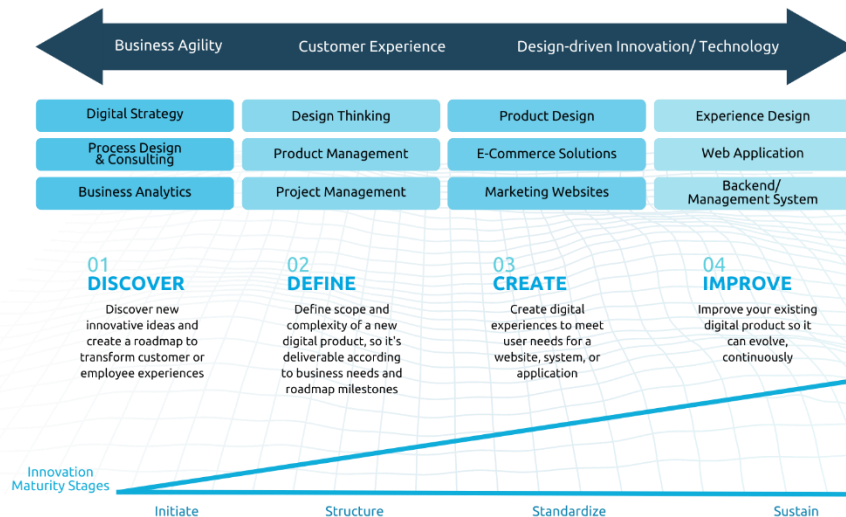 Business Agility
Customer Experience
Design-driven Innovation/ Technology
Digital Strategy
Design Thinking
Product Design
Experience Design
Process Design
& Consulting
Product Management
E-Commerce Solutions
Web Application
Business Analytics
Project Management
Marketing Websites
Backend/
Management System
01
DISCOVER
Discover new
innovative ideas and
create a roadmap to
transform customer or
employee experiences
02
DEFINE
Define scope and
complexity of a new
digital product, so it's
deliverable according
to business needs and
roadmap milestones
03
CREATE
Create digital
experiences to meet
user needs for a
website, system, or
application
04
IMPROVE
Improve your existing
digital product so it
can evolve,
continuously
Innovation
Maturity Stages
Initiate
Structure
Standardize
Sustain